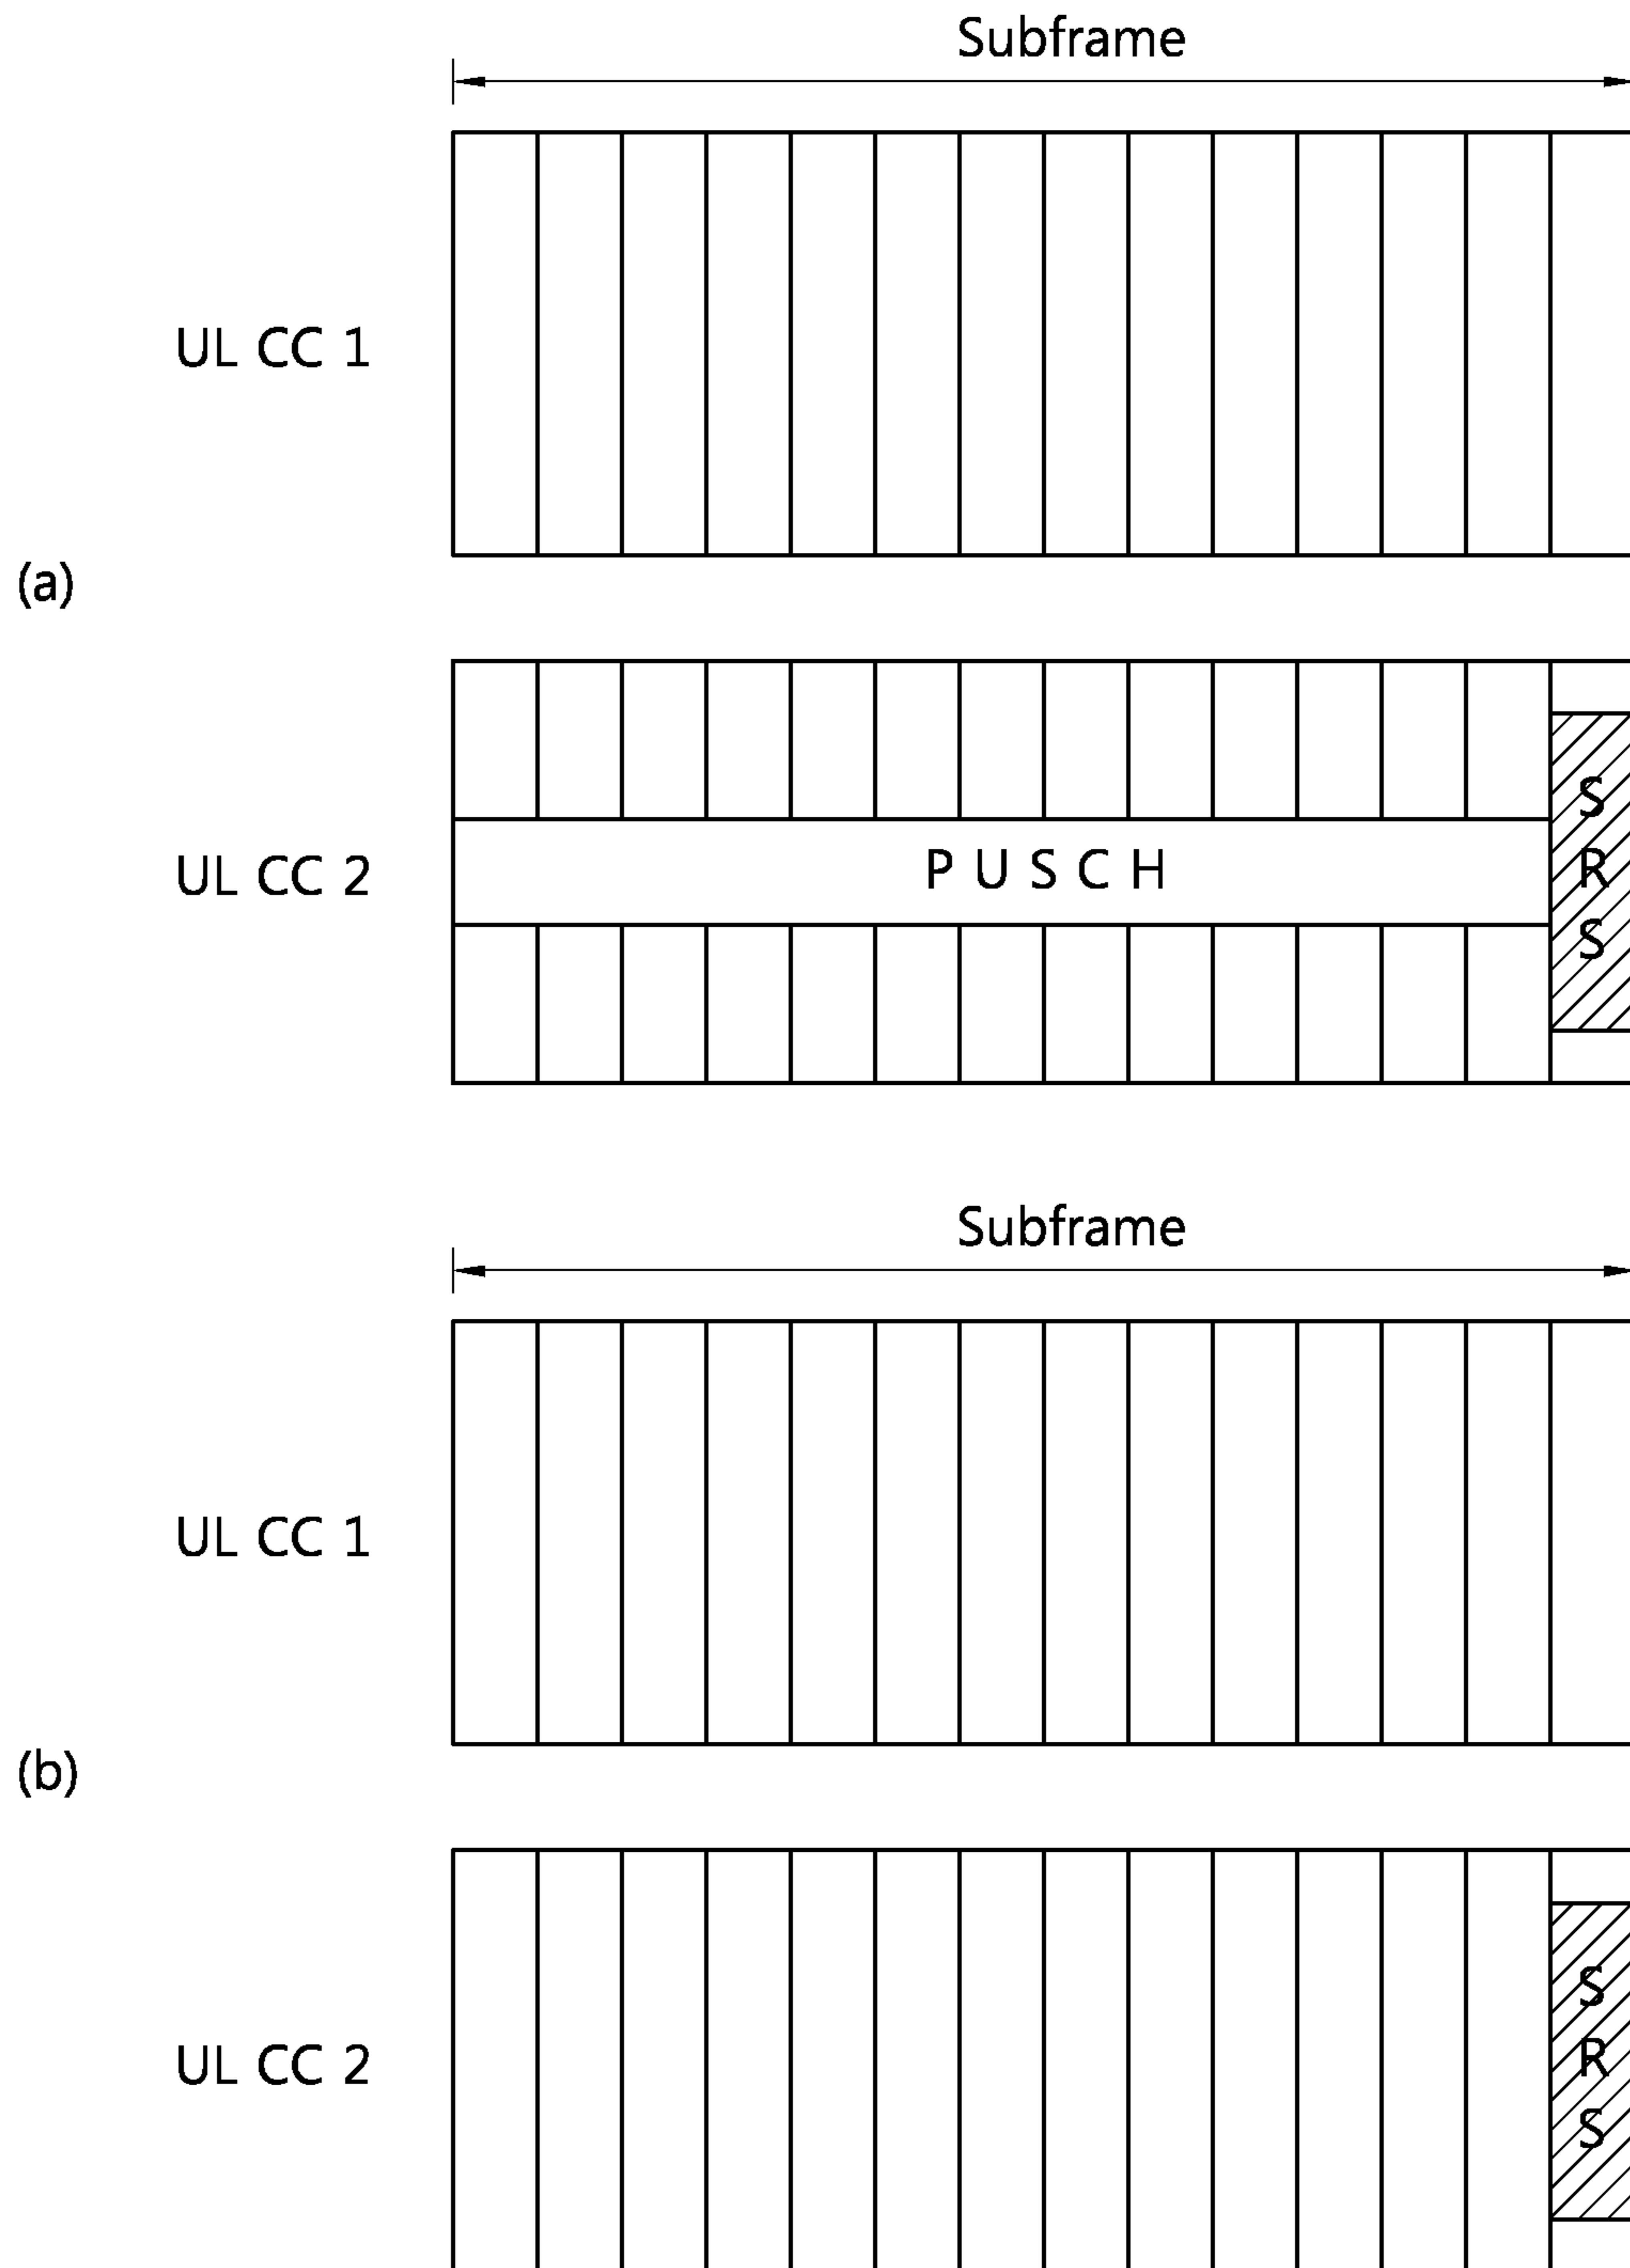 Subframe
UL CC 1
(a)
UL CC 2
P U S C H
S
R
S
Subframe
UL CC 1
(b)
UL CC 2
S
R
S